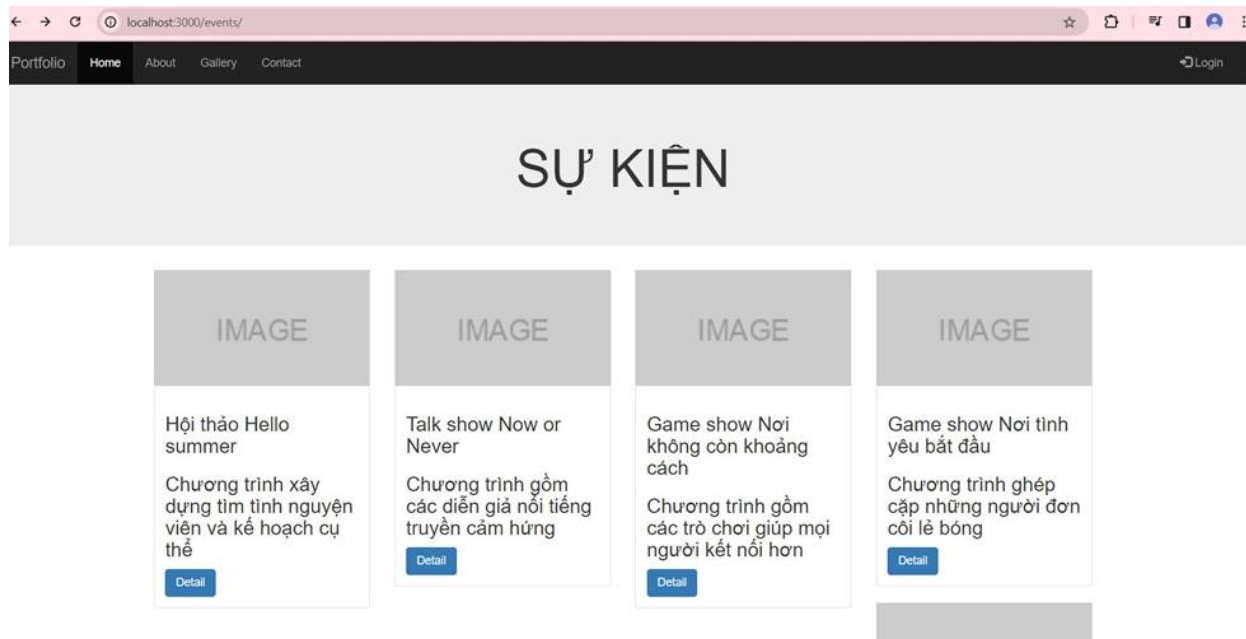 localhost:3000/events/
Portfolio Home About Gallery Contact Login
SỰ KIỆN
IMAGE IMAGE IMAGE IMAGE
Hội thảo Hello
summer
Chương trình xây
dựng tìm tình nguyện
viên và kế hoạch cụ
thể
Detail
Talk show Now or
Never
Chương trình gồm
các diễn giả nổi tiếng
truyền cảm hứng
Detail
Game show Nơi
không còn khoảng
cách
Chương trình gồm
các trò chơi giúp mọi
người kết nối hơn
Detail
Game show Nơi tình
yêu bắt đầu
Chương trình ghép
cặp những người đơn
côi lẻ bóng
Detail